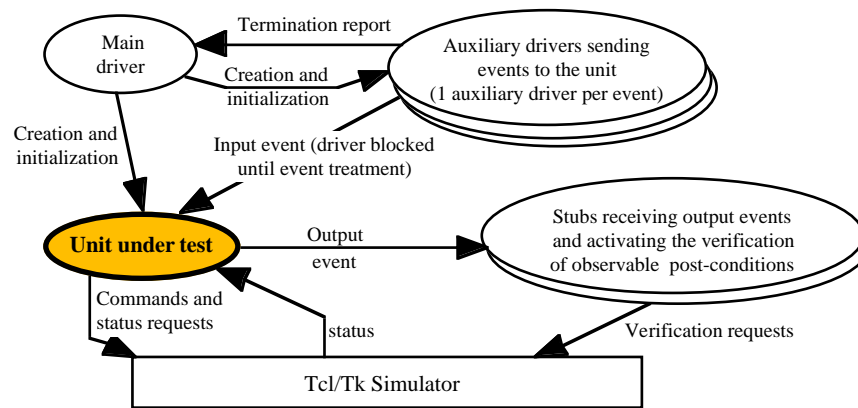 Termination report
Main
driver
Auxiliary drivers sending
events to the unit
(1 auxiliary driver per event)
Creation and
initialization
Creation and
initialization
Input event (driver blocked
until event treatment)
Unit under test
Output
event
Stubs receiving output events
and activating the verification
of observable post-conditions
Commands and
status requests
status
Verification requests
Tcl/Tk Simulator